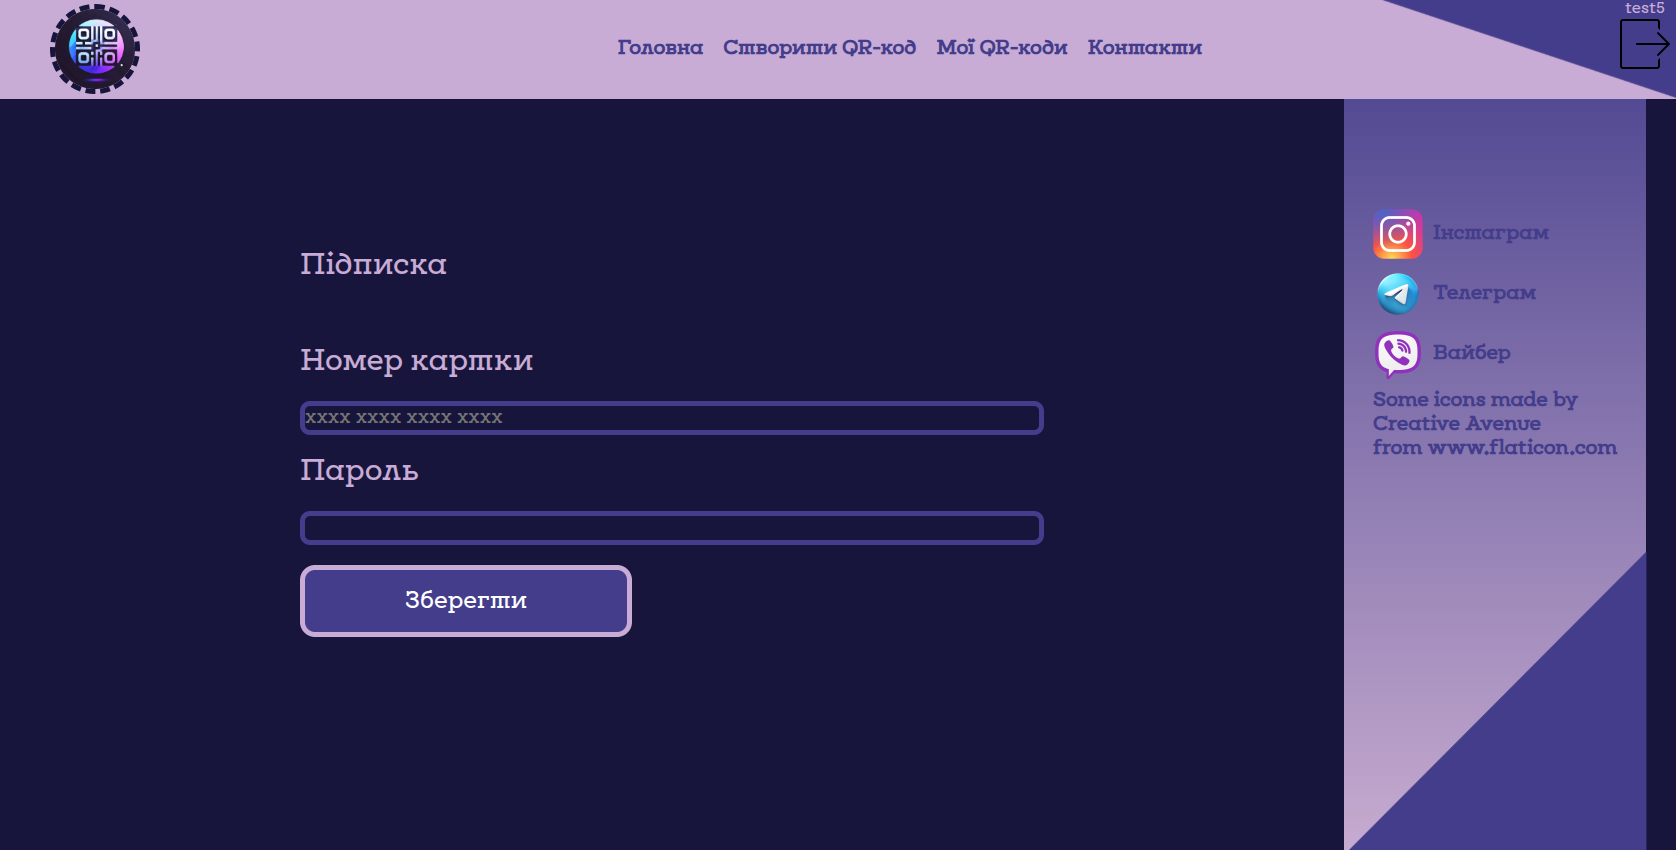 test5
Головна Створити QR-код Мої QR-коди Контакти
Підписка
Номер картки
xxxx xxxx xxxx xxxx
Пароль
Зберегти
Інстаграм
Телеграм
Вайбер
Some icons made by
Creative Avenue
from www.flaticon.com